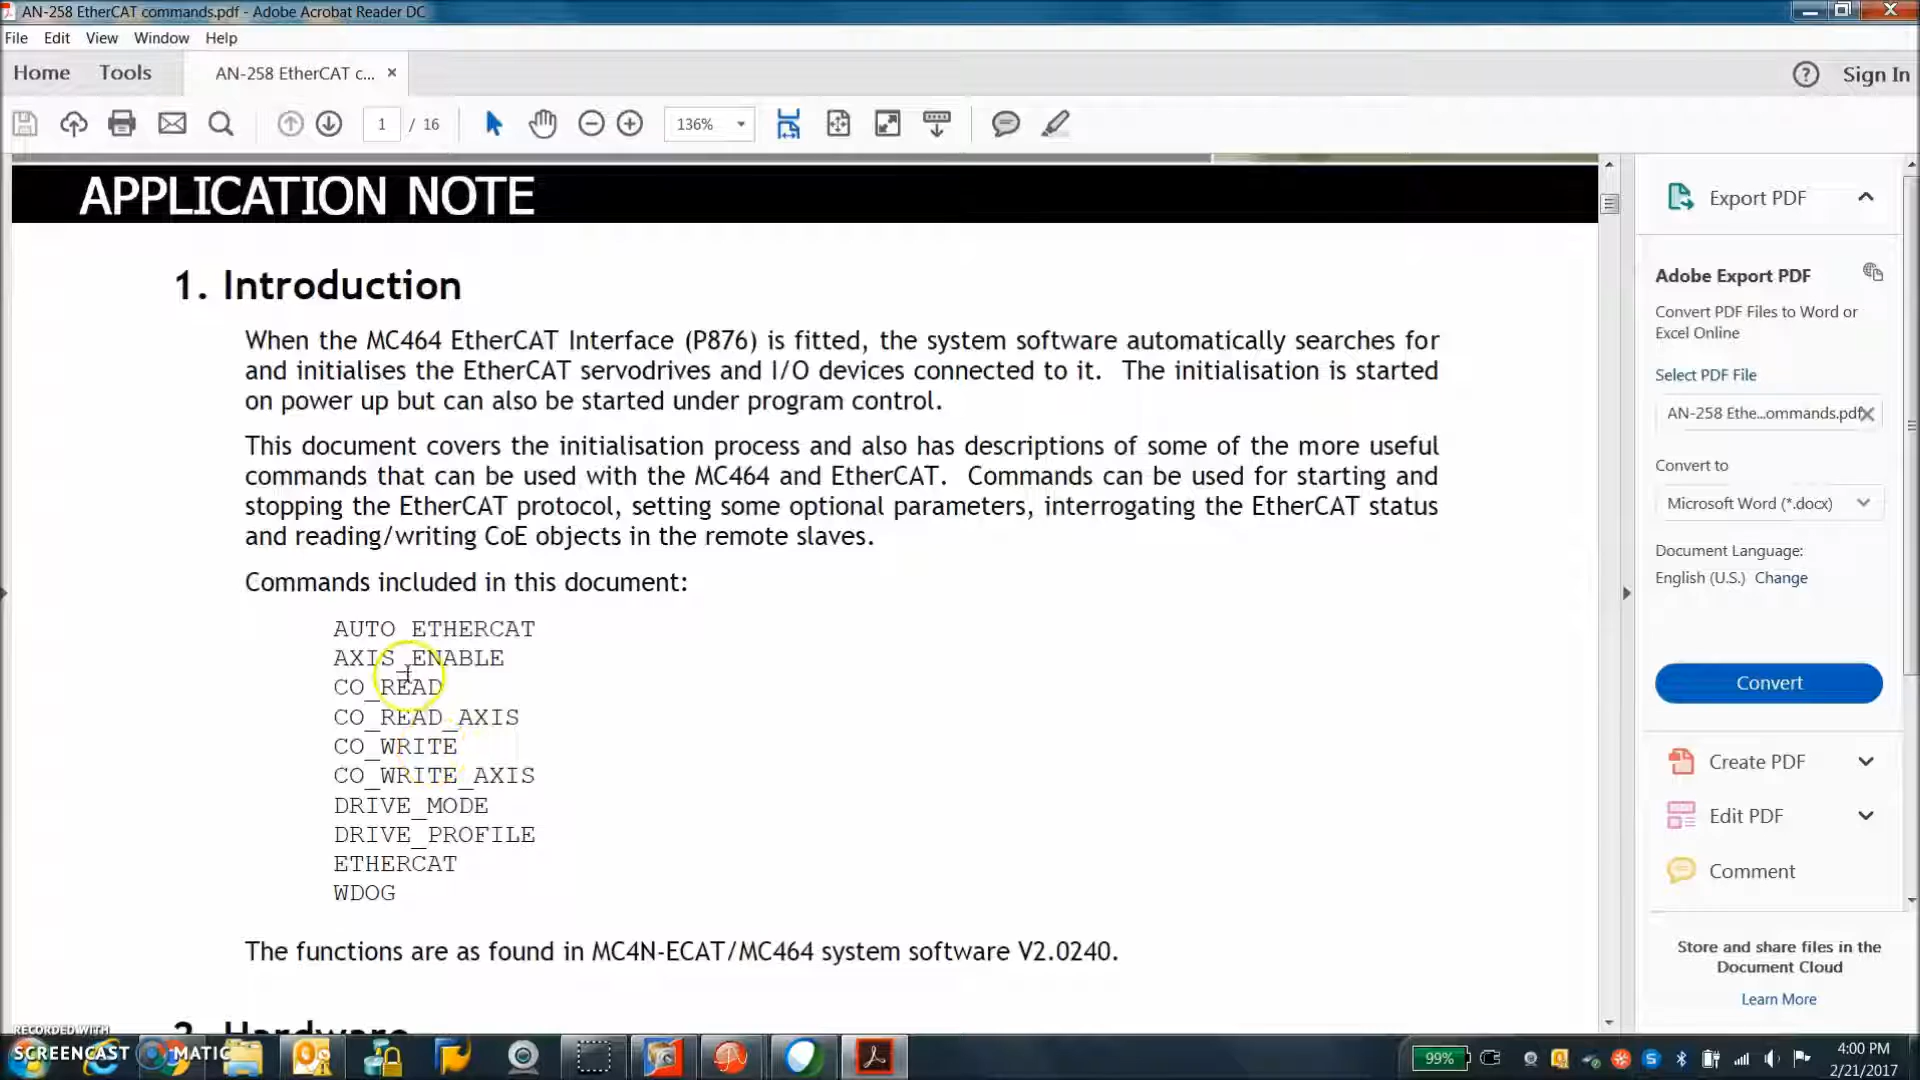 AN-258 EtherCAT commands.pdf - Adobe Acrobat Reader DC
File Edit View Window Help
Home Tools AN-258 EtherCAT c... × ? Sign In
1 / 16 136%
APPLICATION NOTE
1. Introduction
When the MC464 EtherCAT Interface (P876) is fitted, the system software automatically searches for
and initialises the EtherCAT servodrives and I/O devices connected to it. The initialisation is started
on power up but can also be started under program control.
This document covers the initialisation process and also has descriptions of some of the more useful
commands that can be used with the MC464 and EtherCAT. Commands can be used for starting and
stopping the EtherCAT protocol, setting some optional parameters, interrogating the EtherCAT status
and reading/writing CoE objects in the remote slaves.
Commands included in this document:
AUTO_ETHERCAT
AXIS_ENABLE
CO_READ
CO_READ_AXIS
CO_WRITE
CO_WRITE_AXIS
DRIVE_MODE
DRIVE_PROFILE
ETHERCAT
WDOG
The functions are as found in MC4N-ECAT/MC464 system software V2.0240.
2. Hardware
Export PDF
Adobe Export PDF
Convert PDF Files to Word or
Excel Online
Select PDF File
AN-258 Ethe...ommands.pdf
Convert to
Microsoft Word (*.docx)
Document Language:
English (U.S.) Change
Convert
Create PDF
Edit PDF
Comment
Store and share files in the
Document Cloud
Learn More
RECORDED WITH
SCREENCAST MATIC
99%
4:00 PM
2/21/2017